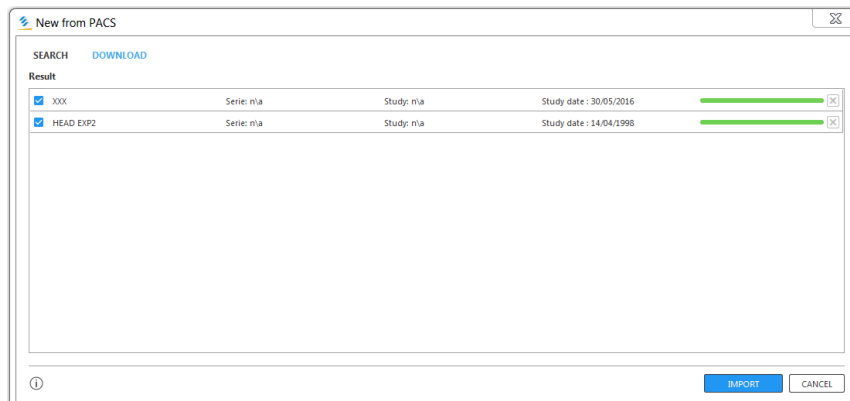 New from PACS
SEARCH DOWNLOAD
Result
XXX Serie: n\a Study: n\a Study date : 30/05/2016
HEAD EXP2 Serie: n\a Study: n\a Study date : 14/04/1998
IMPORT CANCEL